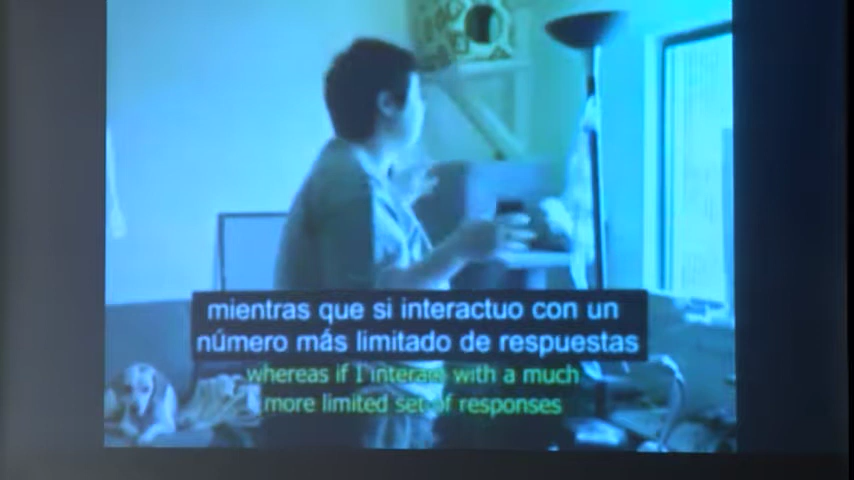 mientras que si interactuo con un
número más limitado de respuestas
whereas if I interact with a much
more limited set of responses